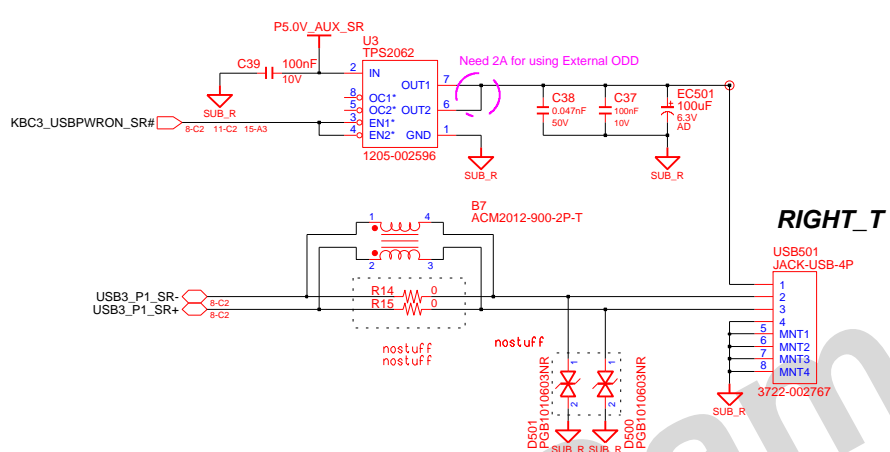 P5.0V_AUX_SR
U3
TPS2062
C39
100nF
10V
2
IN
OUT1
7
Need 2A for using External ODD
8
OC1*
5
OC2*
OUT2
6
3
EN1*
4
EN2*
GND
1
1205-002596
SUB_R
KBC3_USBPWRON_SR#
8-C2 11-C2 15-A3
SUB_R
C38
0.047nF
50V
C37
100nF
10V
EC501
100uF
6.3V
AD
SUB_R
RIGHT_T
B7
ACM2012-900-2P-T
1
4
2
3
USB501
JACK-USB-4P
USB3_P1_SR-
8-C2
USB3_P1_SR+
8-C2
R14
0
R15
0
nostuff
nostuff
nostuff
1
2
3
4
5
MNT1
6
MNT2
7
MNT3
8
MNT4
3722-002767
SUB_R
D501
PGB1010603NR
1
2
SUB_R
1
2
SUB_R
D500
PGB1010603NR